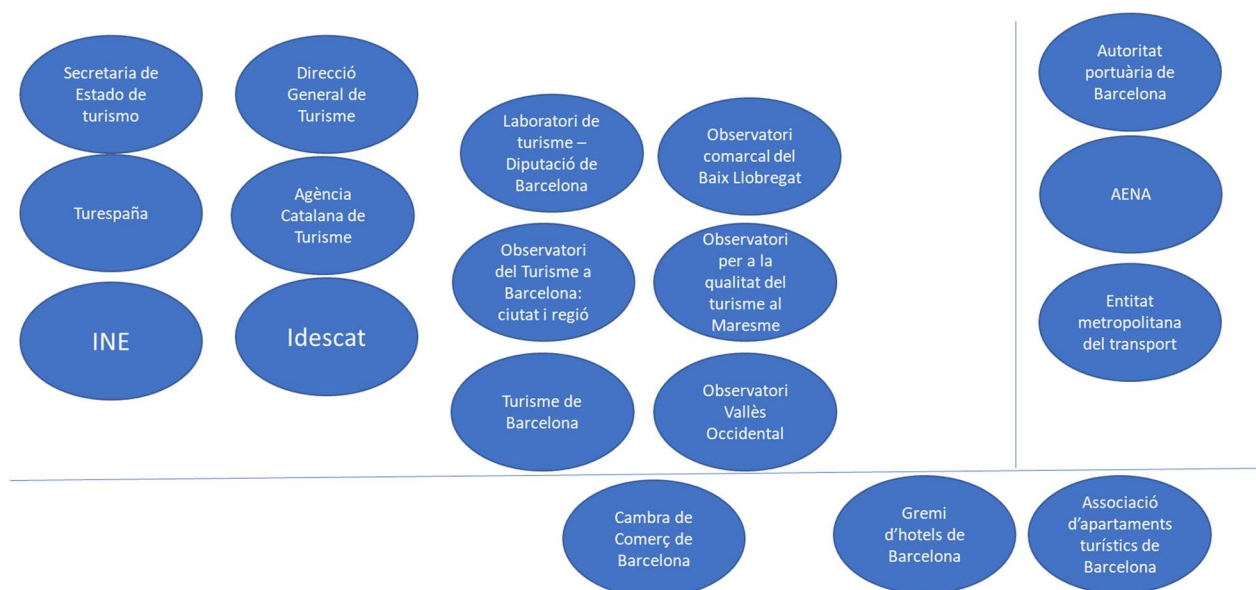 Secretaria de
Estado de
turismo
Direcció
General de
Turisme
Turespaña
Agència
Catalana de
Turisme
INE
Idescat
Laboratori de
turisme –
Diputació de
Barcelona
Observatori
comarcal del
Baix Llobregat
Observatori
del Turisme a
Barcelona:
ciutat i regió
Observatori
per a la
qualitat del
turisme al
Maresme
Turisme de
Barcelona
Observatori
Vallès
Occidental
Autoritat
portuària de
Barcelona
AENA
Entitat
metropolitana
del transport
Cambra de
Comerç de
Barcelona
Gremi
d’hotels de
Barcelona
Associació
d’apartaments
turístics de
Barcelona